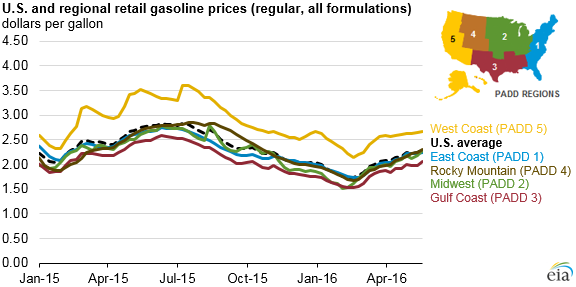 U.S. and regional retail gasoline prices (regular, all formulations)
dollars per gallon
4.50
4.00
3.50
3.00
2.50
2.00
1.50
1.00
0.50
0.00
Jan-15 Apr-15 Jul-15 Oct-15 Jan-16 Apr-16
5
4
2
3
1
PADD REGIONS
West Coast (PADD 5)
U.S. average
East Coast (PADD 1)
Rocky Mountain (PADD 4)
Midwest (PADD 2)
Gulf Coast (PADD 3)
eia